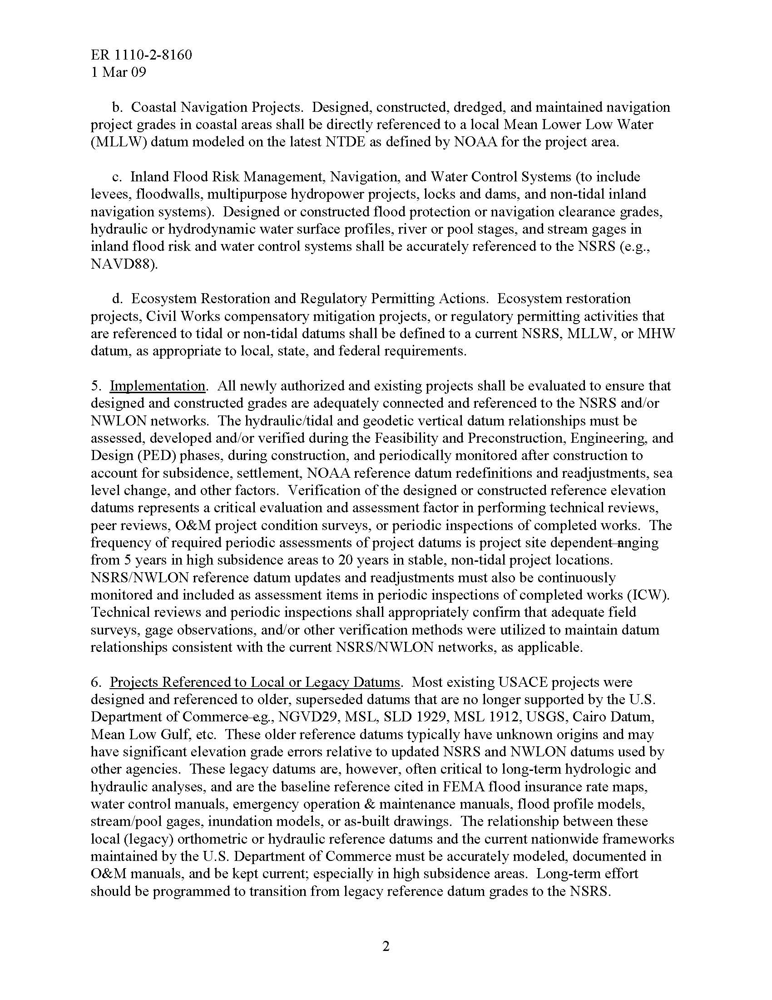 ER 1110-2-8160
1 Mar 09
b. Coastal Navigation Projects. Designed, constructed, dredged, and maintained navigation
project grades in coastal areas shall be directly referenced to a local Mean Lower Low Water
(MLLW) datum modeled on the latest NTDE as defined by NOAA for the project area.
c. Inland Flood Risk Management, Navigation, and Water Control Systems (to include
levees, floodwalls, multipurpose hydropower projects, locks and dams, and non-tidal inland
navigation systems). Designed or constructed flood protection or navigation clearance grades,
hydraulic or hydrodynamic water surface profiles, river or pool stages, and stream gages in
inland flood risk and water control systems shall be accurately referenced to the NSRS (e.g.,
NAVD88).
d. Ecosystem Restoration and Regulatory Permitting Actions. Ecosystem restoration
projects, Civil Works compensatory mitigation projects, or regulatory permitting activities that
are referenced to tidal or non-tidal datums shall be defined to a current NSRS, MLLW, or MHW
datum, as appropriate to local, state, and federal requirements.
5. Implementation. All newly authorized and existing projects shall be evaluated to ensure that
designed and constructed grades are adequately connected and referenced to the NSRS and/or
NWLON networks. The hydraulic/tidal and geodetic vertical datum relationships must be
assessed, developed and/or verified during the Feasibility and Preconstruction, Engineering, and
Design (PED) phases, during construction, and periodically monitored after construction to
account for subsidence, settlement, NOAA reference datum redefinitions and readjustments, sea
level change, and other factors. Verification of the designed or constructed reference elevation
datums represents a critical evaluation and assessment factor in performing technical reviews,
peer reviews, O&M project condition surveys, or periodic inspections of completed works. The
frequency of required periodic assessments of project datums is project site dependent—anging
from 5 years in high subsidence areas to 20 years in stable, non-tidal project locations.
NSRS/NWLON reference datum updates and readjustments must also be continuously
monitored and included as assessment items in periodic inspections of completed works (ICW).
Technical reviews and periodic inspections shall appropriately confirm that adequate field
surveys, gage observations, and/or other verification methods were utilized to maintain datum
relationships consistent with the current NSRS/NWLON networks, as applicable.
6. Projects Referenced to Local or Legacy Datums. Most existing USACE projects were
designed and referenced to older, superseded datums that are no longer supported by the U.S.
Department of Commerce—e.g., NGVD29, MSL, SLD 1929, MSL 1912, USGS, Cairo Datum,
Mean Low Gulf, etc. These older reference datums typically have unknown origins and may
have significant elevation grade errors relative to updated NSRS and NWLON datums used by
other agencies. These legacy datums are, however, often critical to long-term hydrologic and
hydraulic analyses, and are the baseline reference cited in FEMA flood insurance rate maps,
water control manuals, emergency operation & maintenance manuals, flood profile models,
stream/pool gages, inundation models, or as-built drawings. The relationship between these
local (legacy) orthometric or hydraulic reference datums and the current nationwide frameworks
maintained by the U.S. Department of Commerce must be accurately modeled, documented in
O&M manuals, and be kept current; especially in high subsidence areas. Long-term effort
should be programmed to transition from legacy reference datum grades to the NSRS.
2